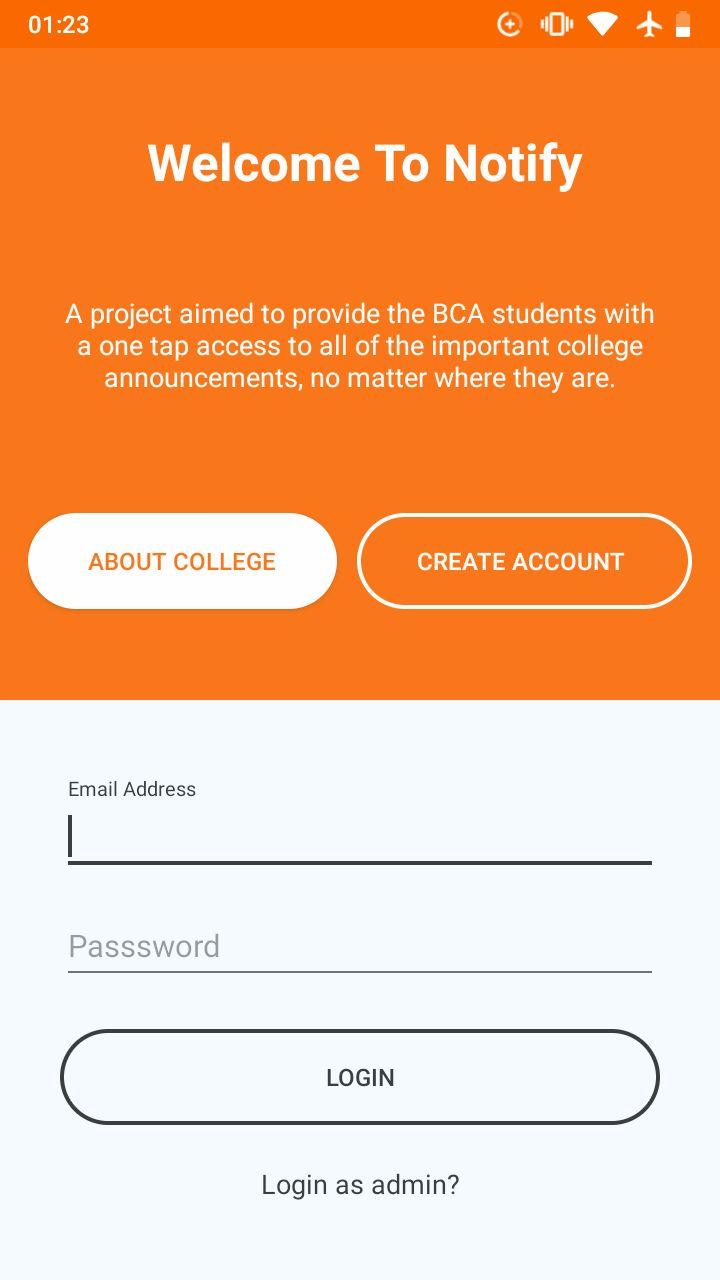 01:23
Welcome To Notify
A project aimed to provide the BCA students with
a one tap access to all of the important college
announcements, no matter where they are.
ABOUT COLLEGE
CREATE ACCOUNT
Email Address
Passsword
LOGIN
Login as admin?